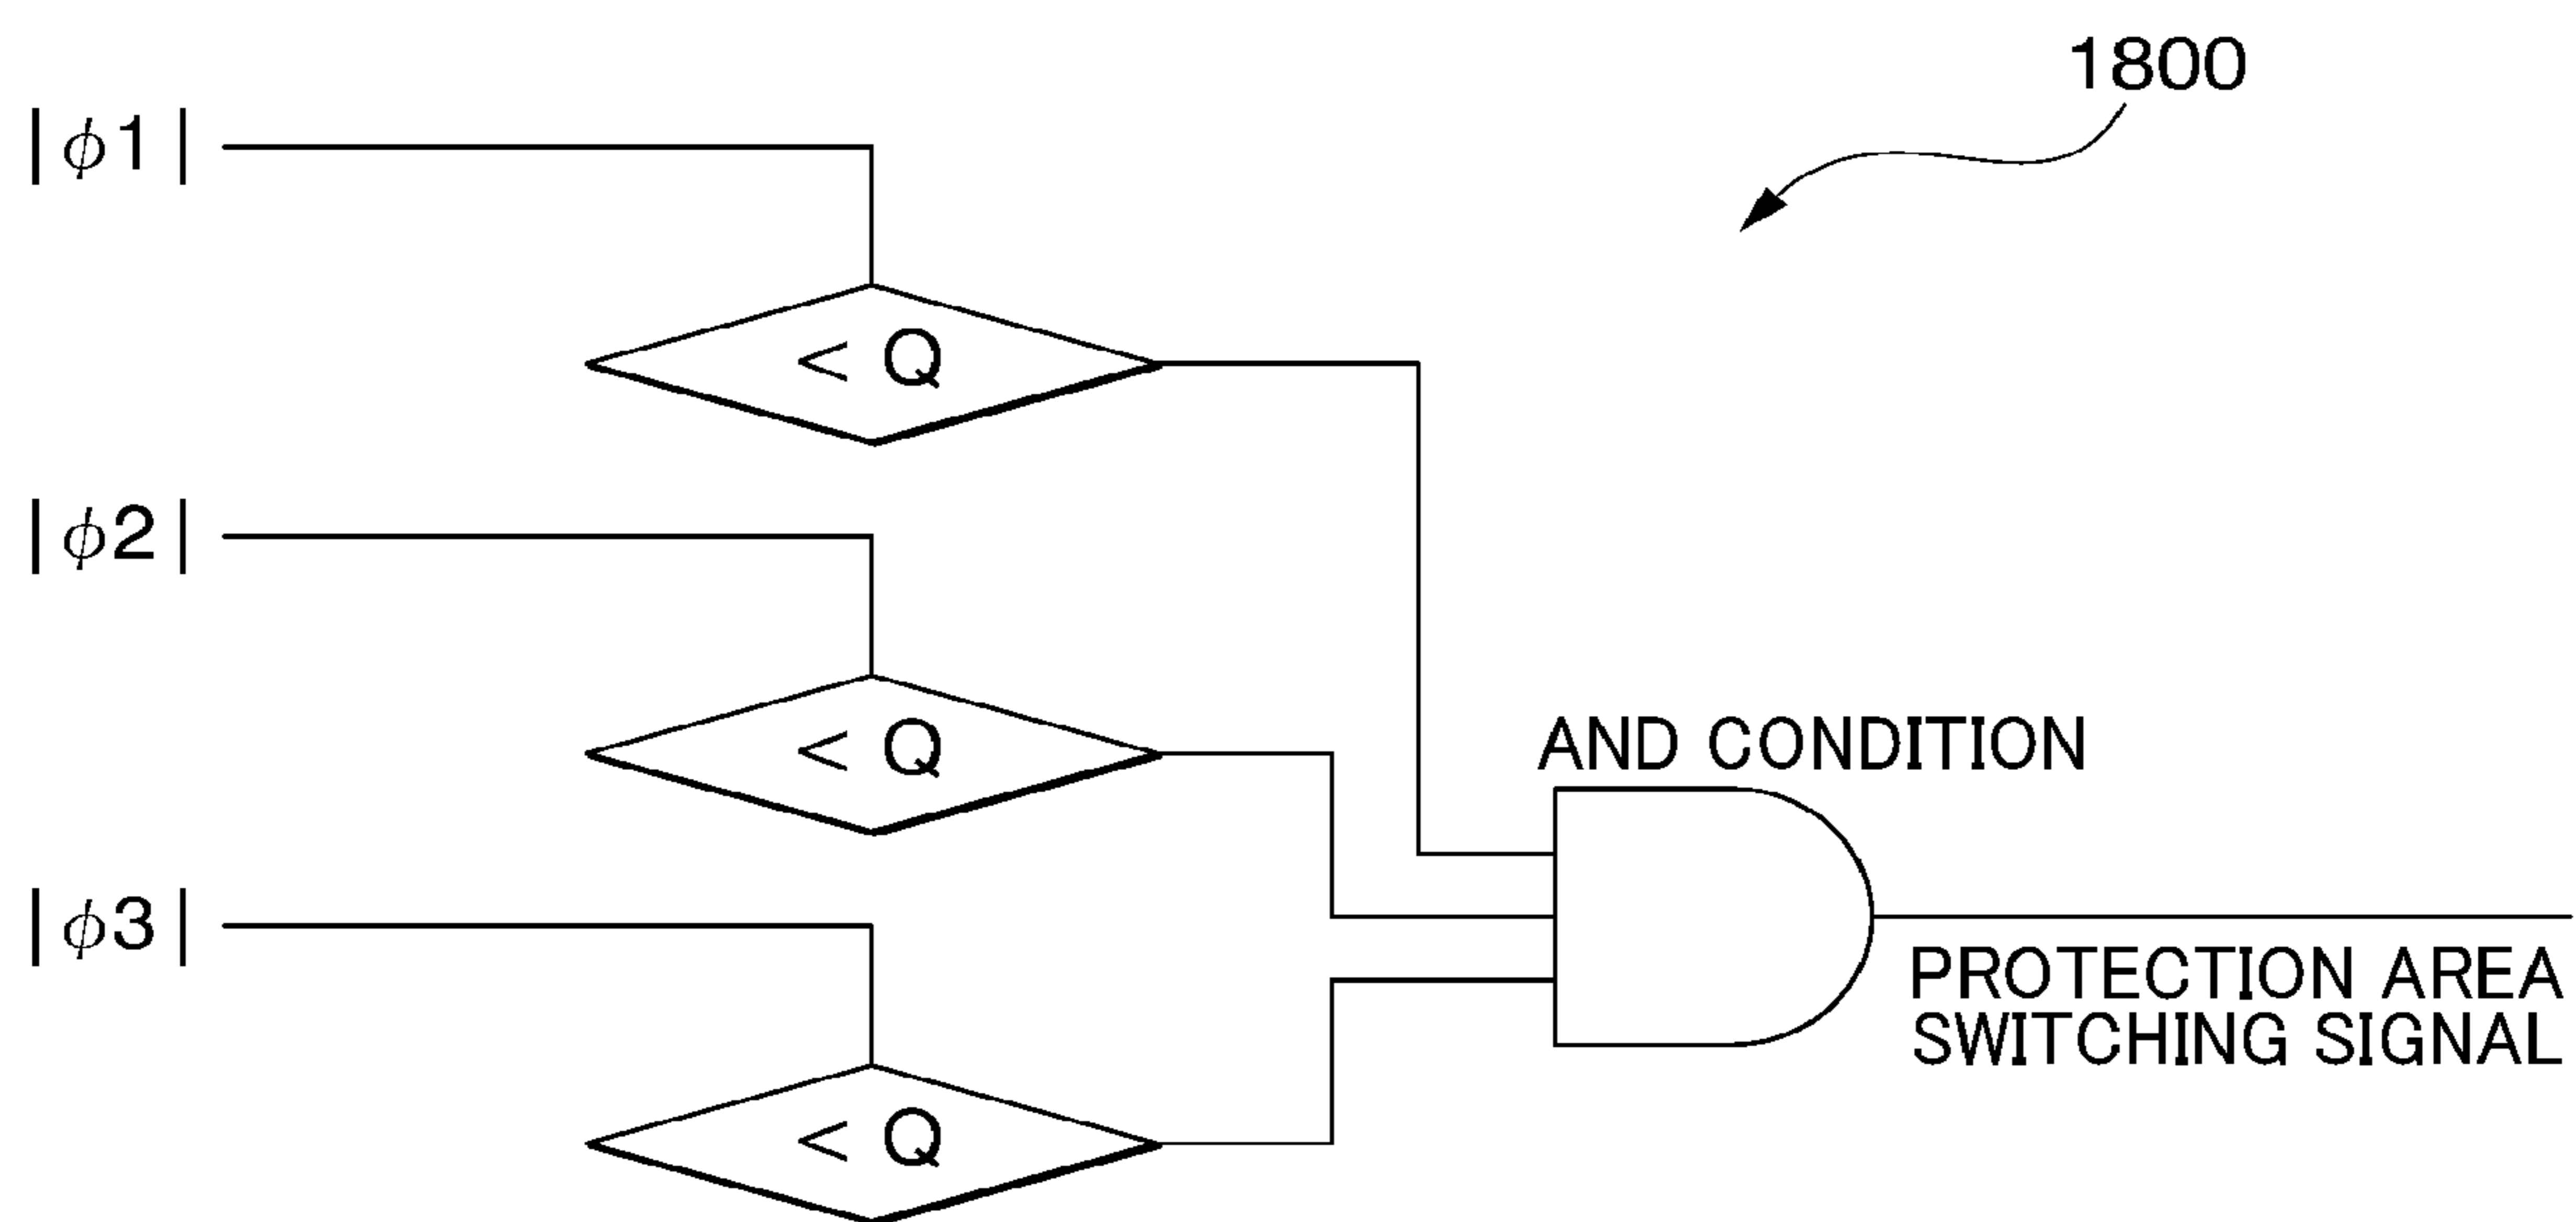 1800
|ϕ1|
< Q
|ϕ2|
< Q
AND CONDITION
|ϕ3|
PROTECTION AREA
SWITCHING SIGNAL
< Q